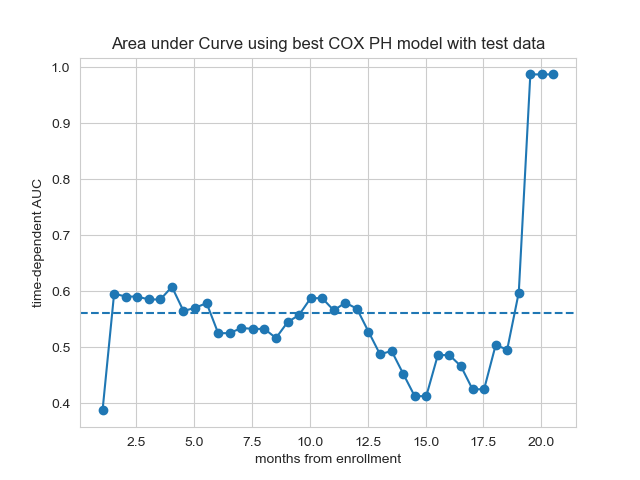 Area under Curve using best COX PH model with test data
time-dependent AUC
1.0
0.9
0.8
0.7
0.6
0.5
0.4
2.5 5.0 7.5 10.0 12.5 15.0 17.5 20.0
months from enrollment